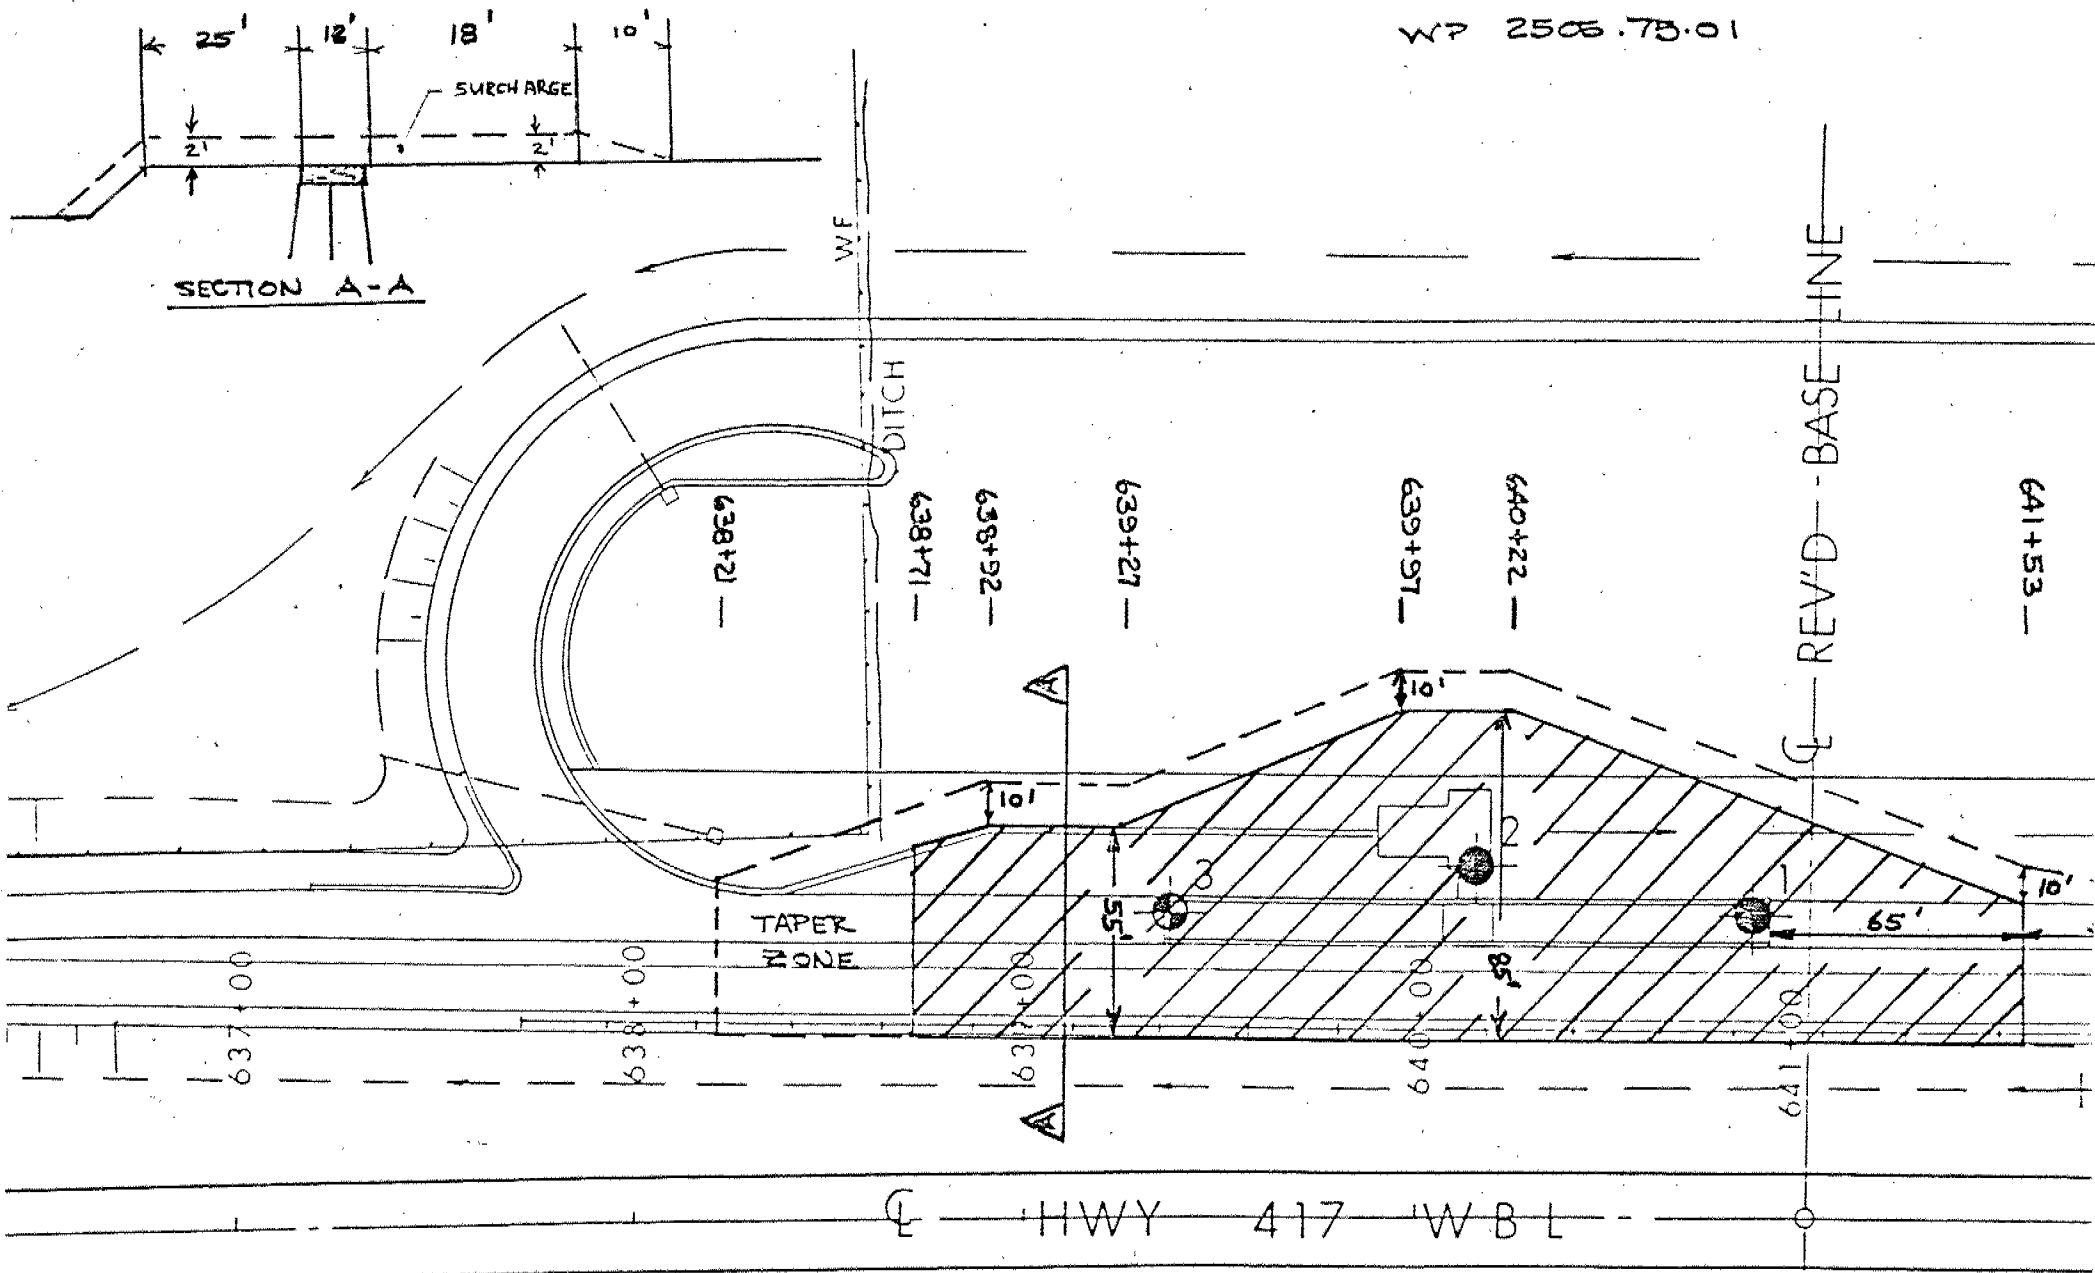 WP 2505.75.01
25' 12' 18' 10'
SURCHARGE
2' 2'
SECTION A-A
WF
DITCH
℄ REV'D - BASE LINE
638+21
638+71
638+92
639+27
639+97
640+22
641+53
A
10'
10'
10'
3
2
1
TAPER
ZONE
55'
85'
65'
637+00
638+00
639+00
640+00
641+00
A
℄ HWY 417 WBL